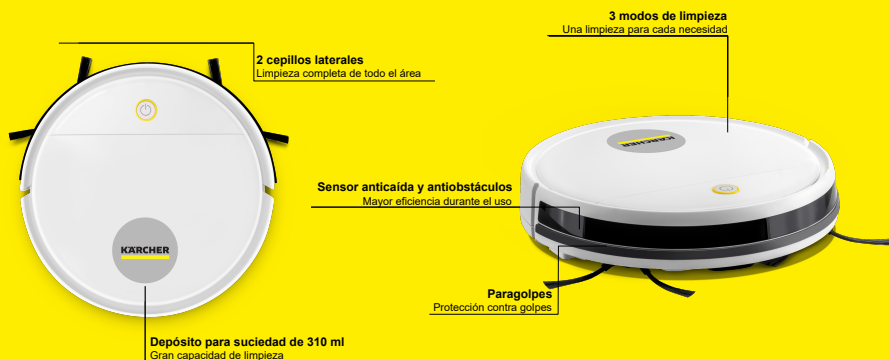 3 modos de limpieza
Una limpieza para cada necesidad
2 cepillos laterales
Limpieza completa de todo el área
KÄRCHER
Sensor anticaída y antiobstáculos
Mayor eficiencia durante el uso
KÄRCHER
Paragolpes
Protección contra golpes
Depósito para suciedad de 310 ml
Gran capacidad de limpieza